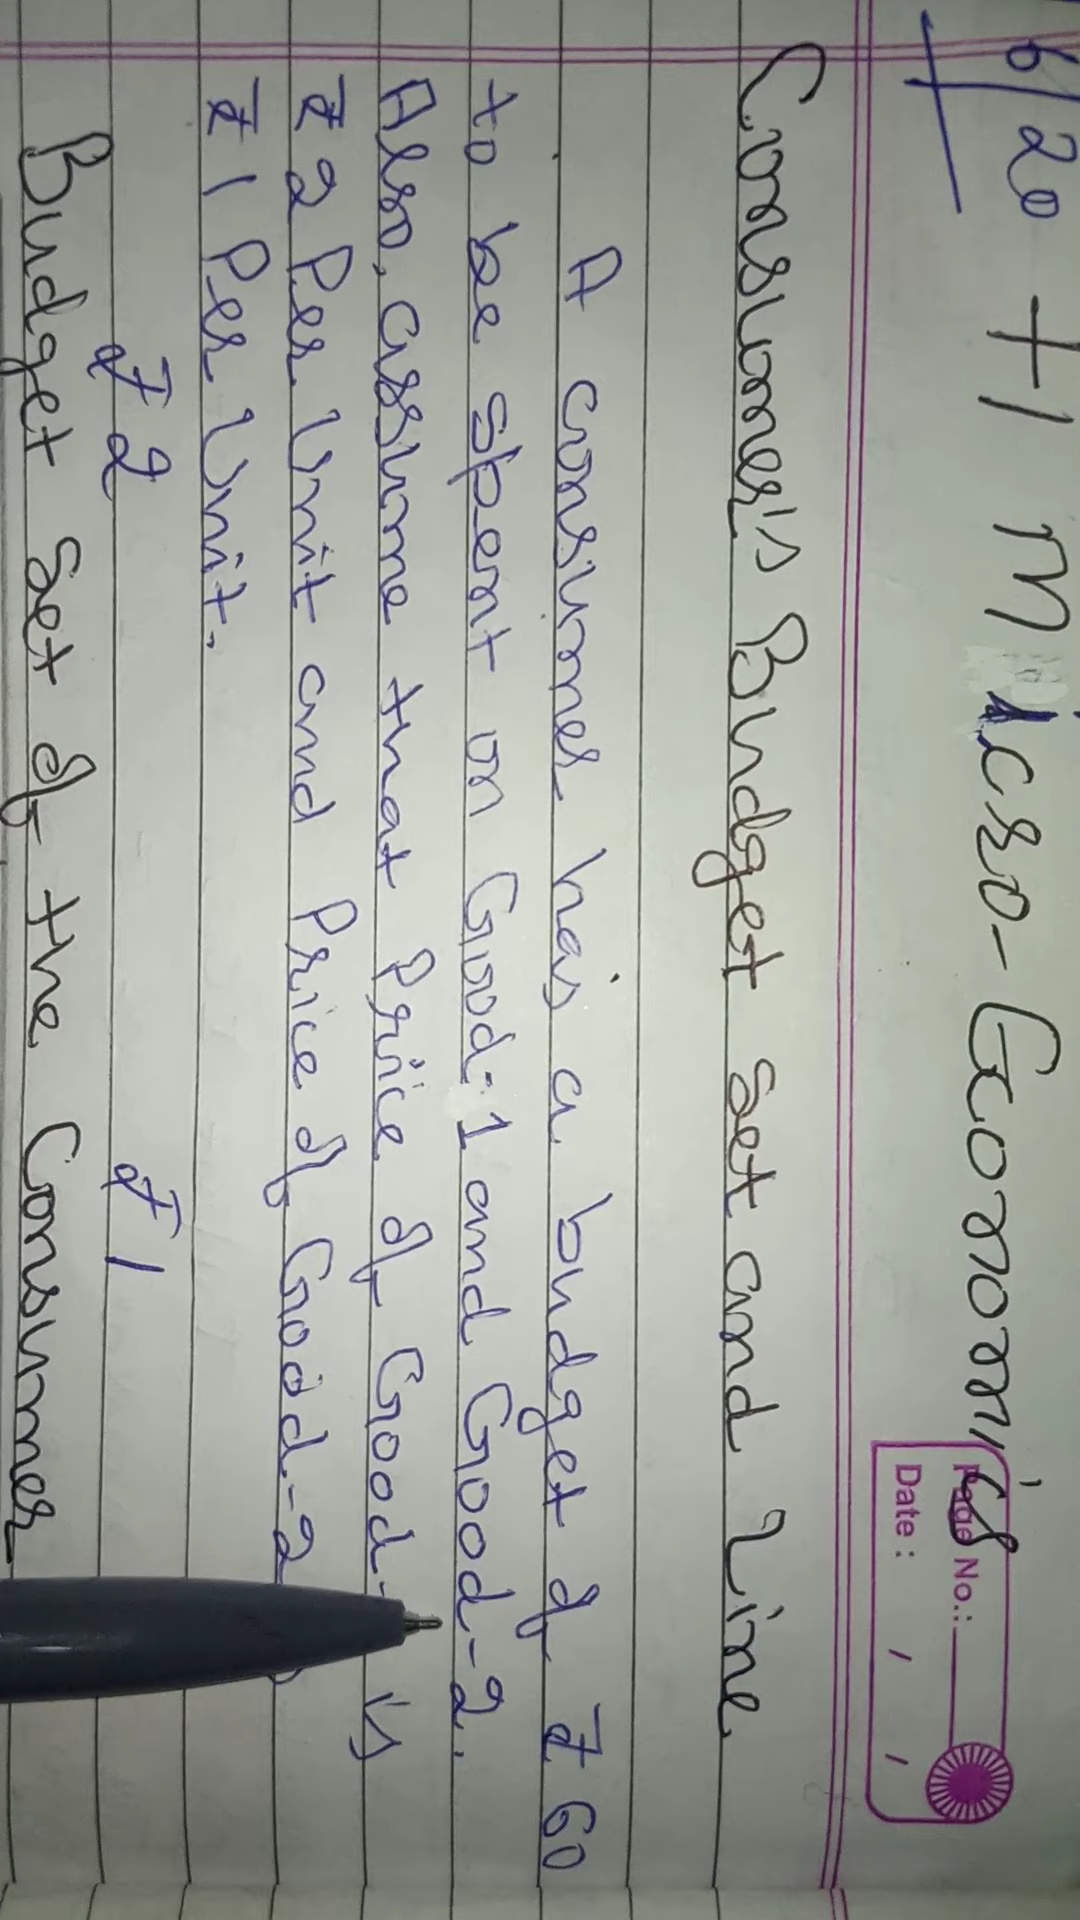 6/20 +1 Micro-Economics
Page No.:
Date : / /
Consumer's Budget Set and Line
A consumer has a budget of ₹ 60
to be spent on Good-1 and Good-2.
Also, assume that Price of Good- is
₹ 2 Per Unit and Price of Good-2
₹ 1 Per Unit.
₹ 2 ₹ 1
Budget Set of the Consumer